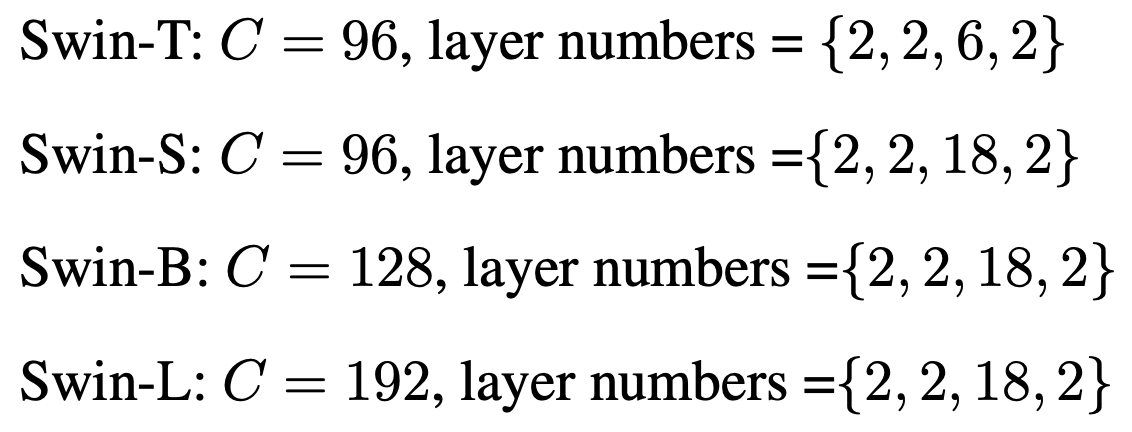 Swin-T: C = 96, layer numbers = {2, 2, 6, 2}
Swin-S: C = 96, layer numbers ={2, 2, 18, 2}
Swin-B: C = 128, layer numbers ={2, 2, 18, 2}
Swin-L: C = 192, layer numbers ={2, 2, 18, 2}